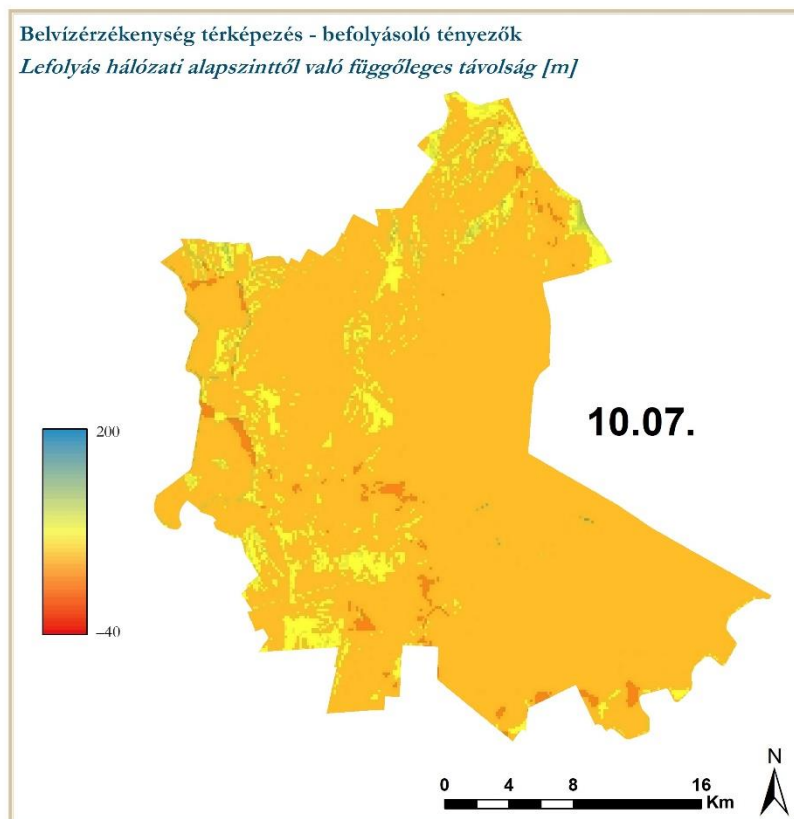 Belvízérzékenység térképezés - befolyásoló tényezők
Lefolyás hálózati alapszinttől való függőleges távolság [m]
10.07.
200
–40
N
0 4 8 16
Km